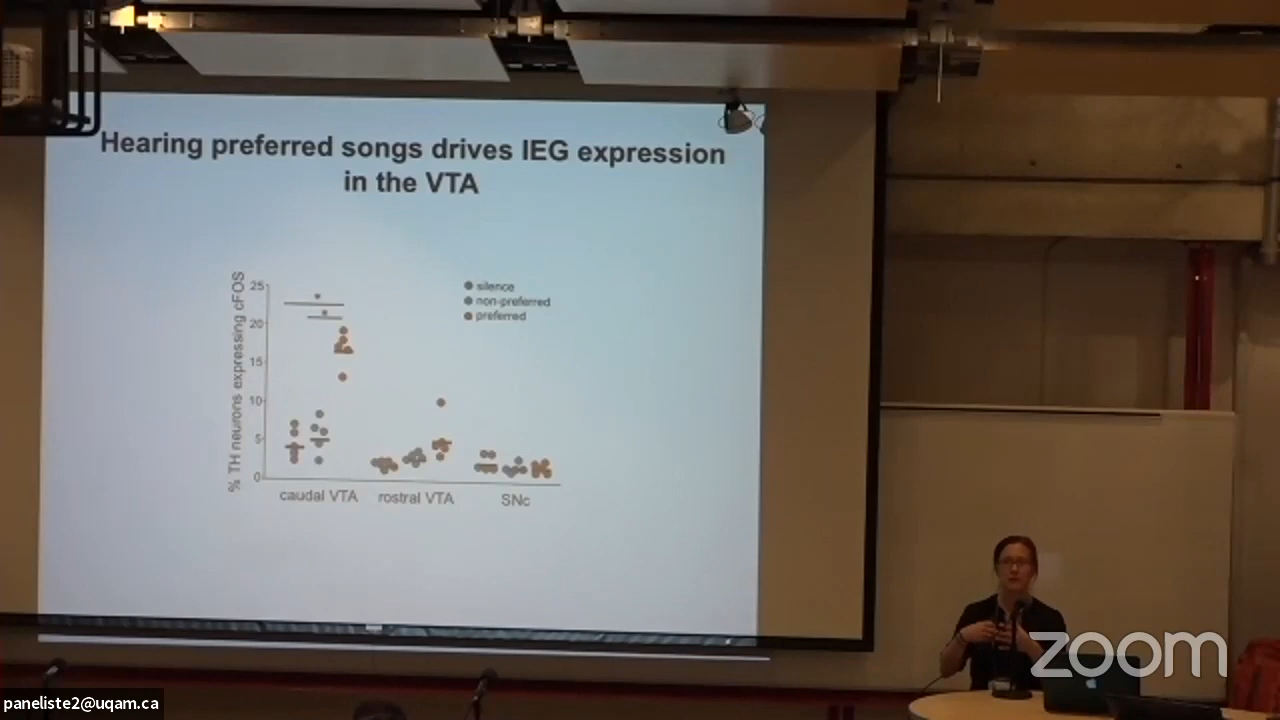 Hearing preferred songs drives IEG expression
in the VTA
% TH neurons expressing cFOS
25
20
15
10
5
0
*
*
silence
non-preferred
preferred
caudal VTA
rostral VTA
SNc
zoom
paneliste2@uqam.ca